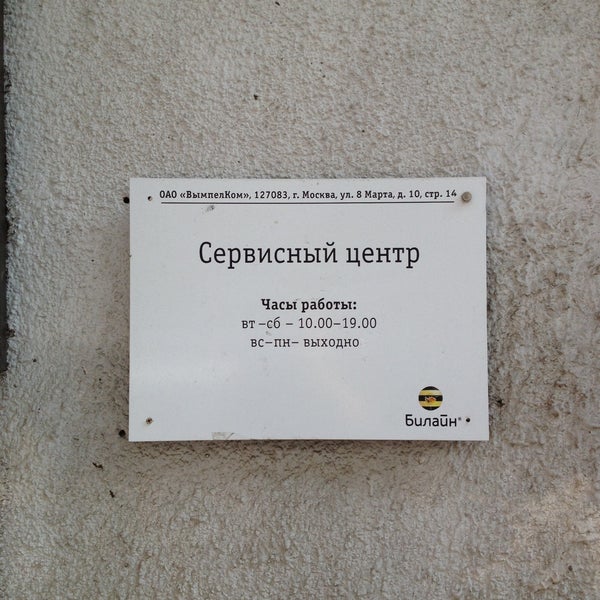 ОАО «ВымпелКом», 127083, г. Москва, ул. 8 Марта, д. 10, стр. 14
Сервисный центр
Часы работы:
вт –сб – 10.00–19.00
вс–пн– выходно
Билайн®